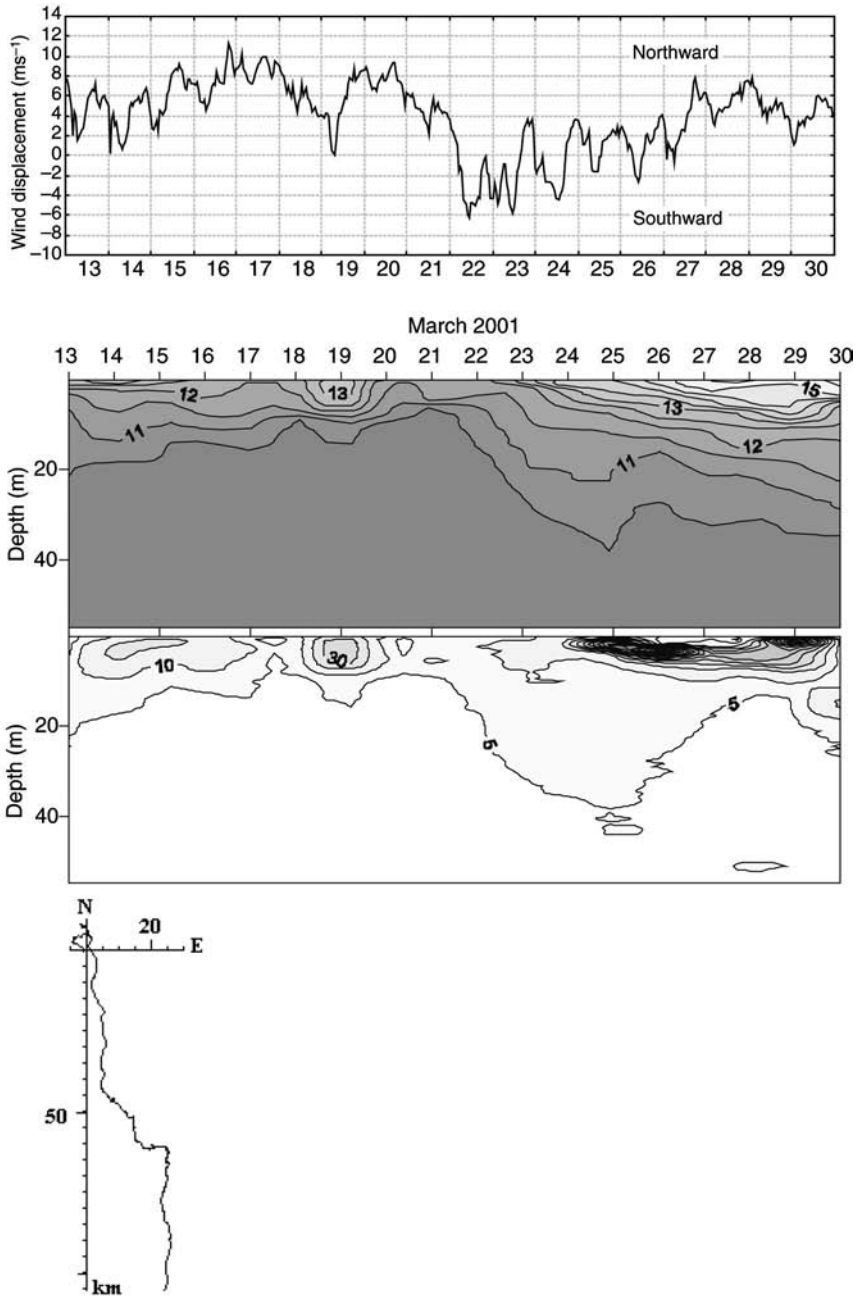 Wind displacement (ms⁻¹)
14
12
10
8
6
4
2
0
−2
−4
−6
−8
−10
Northward
Southward
13 14 15 16 17 18 19 20 21 22 23 24 25 26 27 28 29 30
March 2001
13 14 15 16 17 18 19 20 21 22 23 24 25 26 27 28 29 30
Depth (m)
20
40
12
13
11
11
13
12
15
Depth (m)
20
40
10
30
5
5
N
20
E
50
km